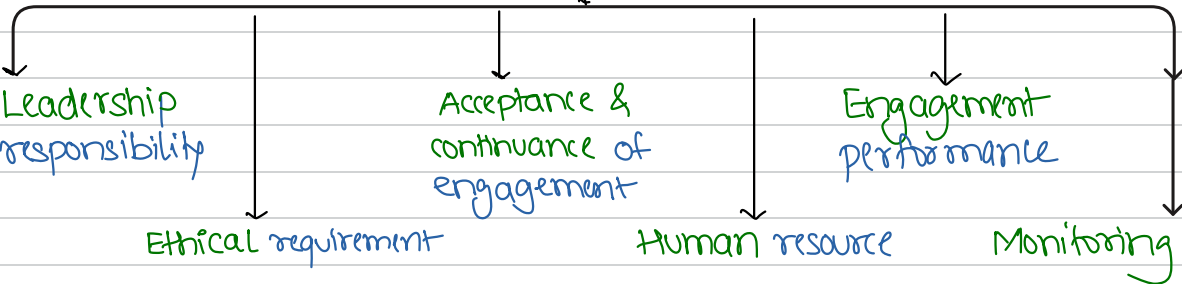 Leadership
responsibility
Ethical requirement
Acceptance &
continuance of
engagement
Human resource
Engagement
performance
Monitoring